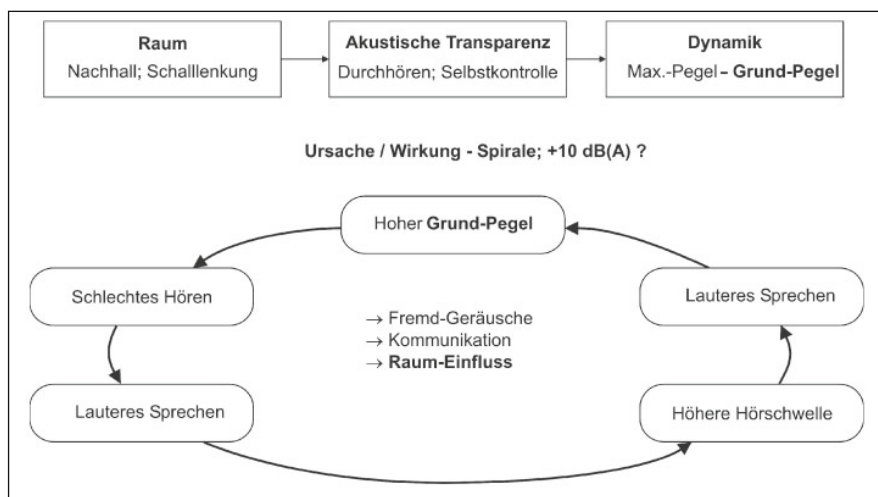 Raum
Nachhall; Schalllenkung
Akustische Transparenz
Durchhören; Selbstkontrolle
Dynamik
Max.-Pegel – Grund-Pegel
Ursache / Wirkung - Spirale; +10 dB(A) ?
Hoher Grund-Pegel
Schlechtes Hören
Lauteres Sprechen
→ Fremd-Geräusche
→ Kommunikation
→ Raum-Einfluss
Lauteres Sprechen
Höhere Hörschwelle